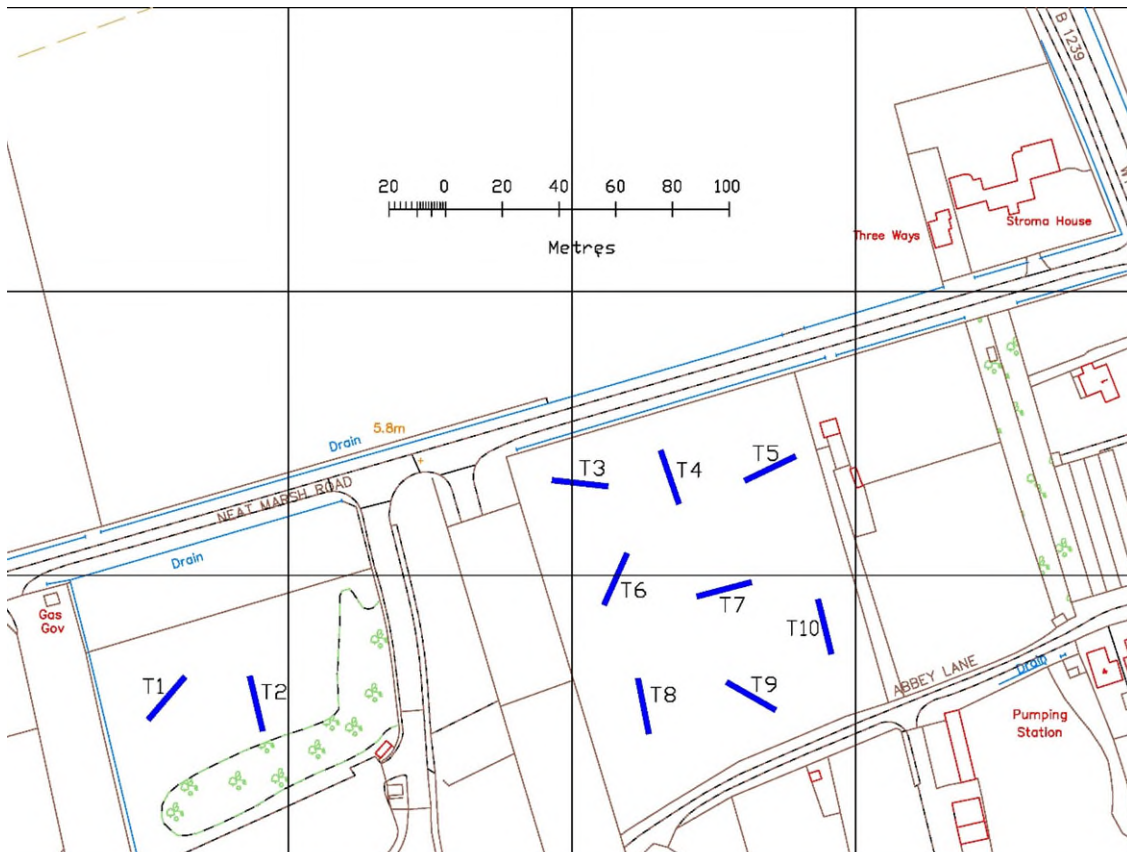 B 1239
20 0 20 40 60 80 100
Metres
Stroma House
Three Ways
5.8m
Drain
NEAT MARSH ROAD
T3
T4
T5
Drain
Gas
Gov
T6
T7
T10
T1
T2
T8
T9
ABBEY LANE
Drain
Pumping
Station